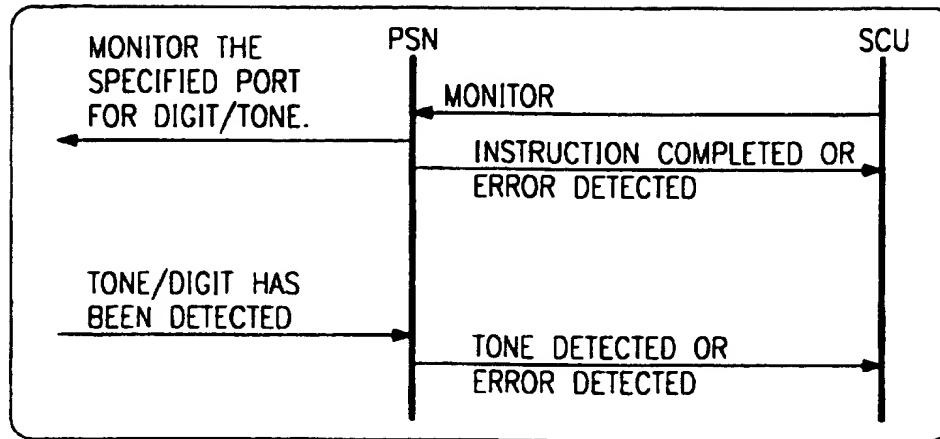 PSN
SCU
MONITOR THE
SPECIFIED PORT
FOR DIGIT/TONE.
MONITOR
INSTRUCTION COMPLETED OR
ERROR DETECTED
TONE/DIGIT HAS
BEEN DETECTED
TONE DETECTED OR
ERROR DETECTED